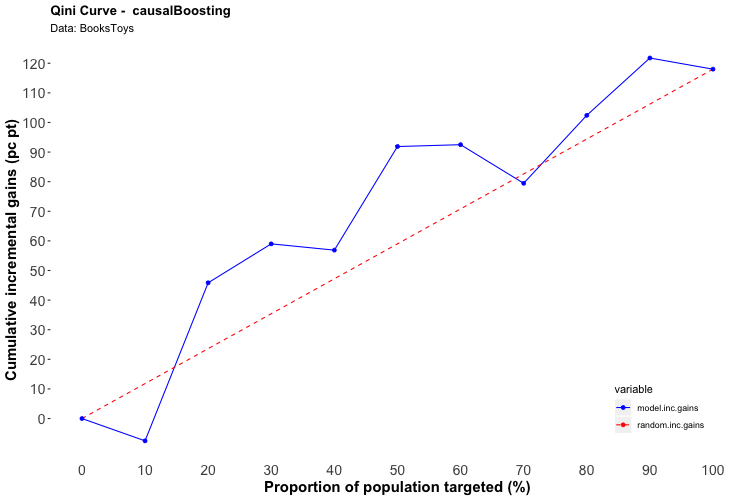 Qini Curve -  causalBoosting
Data: BooksToys
Cumulative incremental gains (pc pt)
120
110
100
90
80
70
60
50
40
30
20
10
0
variable
model.inc.gains
random.inc.gains
0 10 20 30 40 50 60 70 80 90 100
Proportion of population targeted (%)